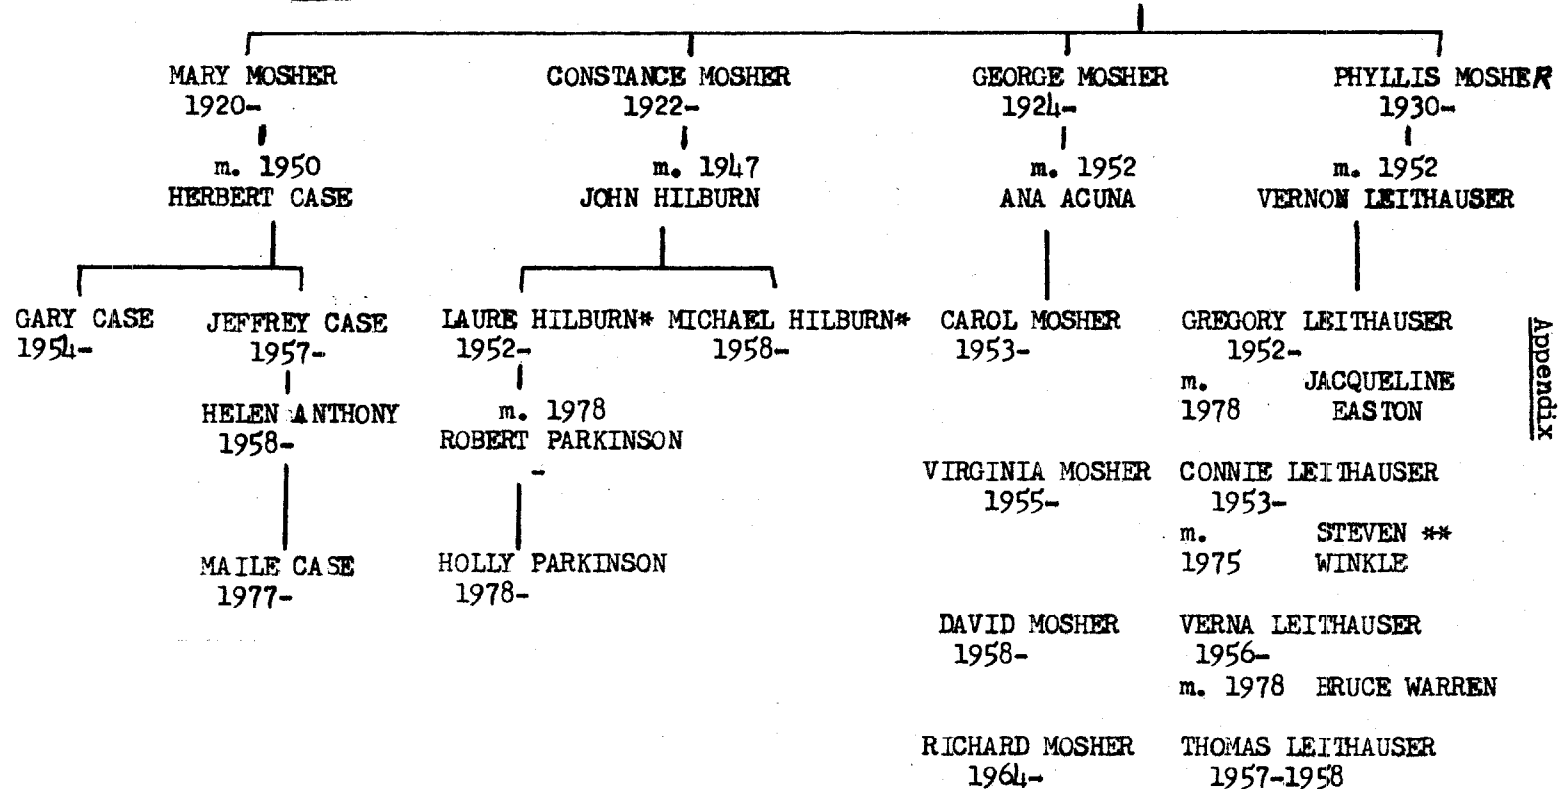 MARY MOSHER
1920-
m. 1950
HERBERT CASE
CONSTANCE MOSHER
1922-
m. 1947
JOHN HILBURN
GEORGE MOSHER
1924-
m. 1952
ANA ACUNA
PHYLLIS MOSHER
1930-
m. 1952
VERNON LEITHAUSER
GARY CASE
1954-
JEFFREY CASE
1957-
HELEN ANTHONY
1958-
MAILE CASE
1977-
LAURE HILBURN*
1952-
m. 1978
ROBERT PARKINSON
-
HOLLY PARKINSON
1978-
MICHAEL HILBURN*
1958-
CAROL MOSHER
1953-
VIRGINIA MOSHER
1955-
DAVID MOSHER
1958-
RICHARD MOSHER
1964-
GREGORY LEITHAUSER
1952-
m. JACQUELINE
1978 EASTON
CONNIE LEITHAUSER
1953-
m. STEVEN **
1975 WINKLE
VERNA LEITHAUSER
1956-
m. 1978 BRUCE WARREN
THOMAS LEITHAUSER
1957-1958
Appendix